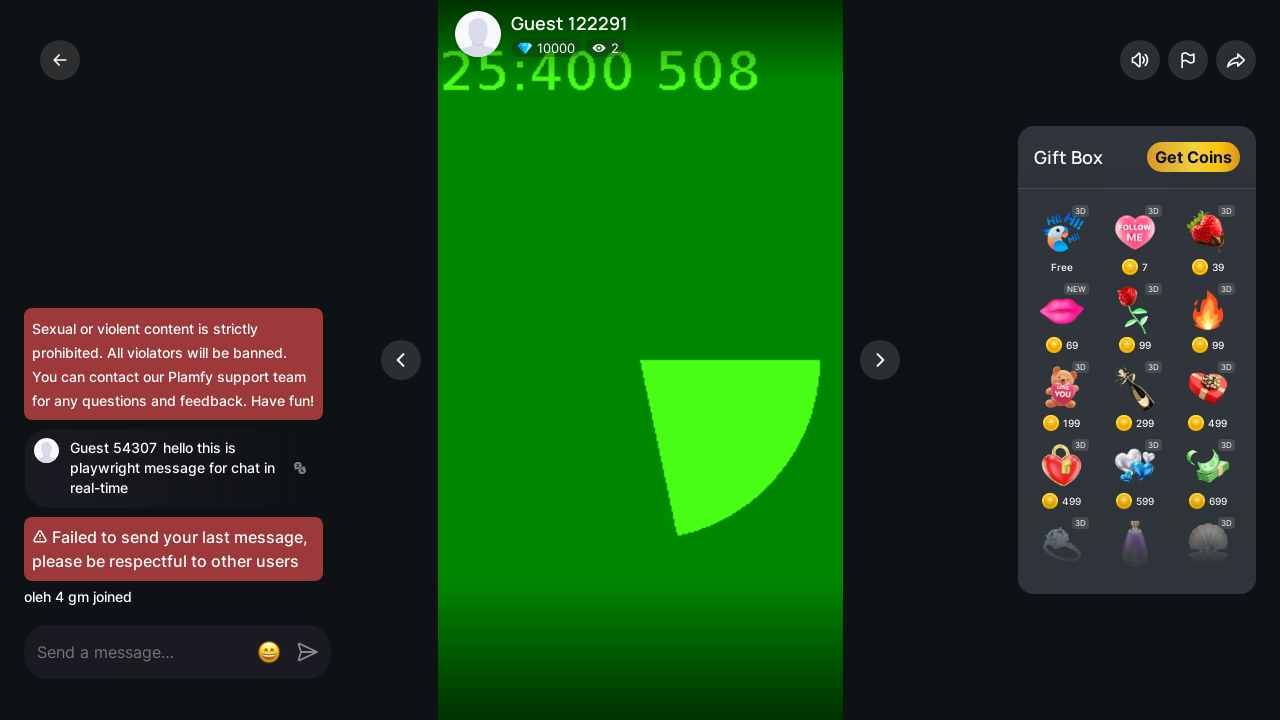 Guest 122291
10000 2
25:400 508
Gift Box Get Coins
3D 3D 3D
Hi! Hi! Hi! FOLLOW ME
Free 7 39
NEW 3D 3D
69 99 99
3D 3D 3D
LOVE YOU
199 299 499
3D 3D 3D
499 599 699
3D 3D
Sexual or violent content is strictly
prohibited. All violators will be banned.
You can contact our Plamfy support team
for any questions and feedback. Have fun!
Guest 54307 hello this is
playwright message for chat in
real-time
Failed to send your last message,
please be respectful to other users
oleh 4 gm joined
Send a message...